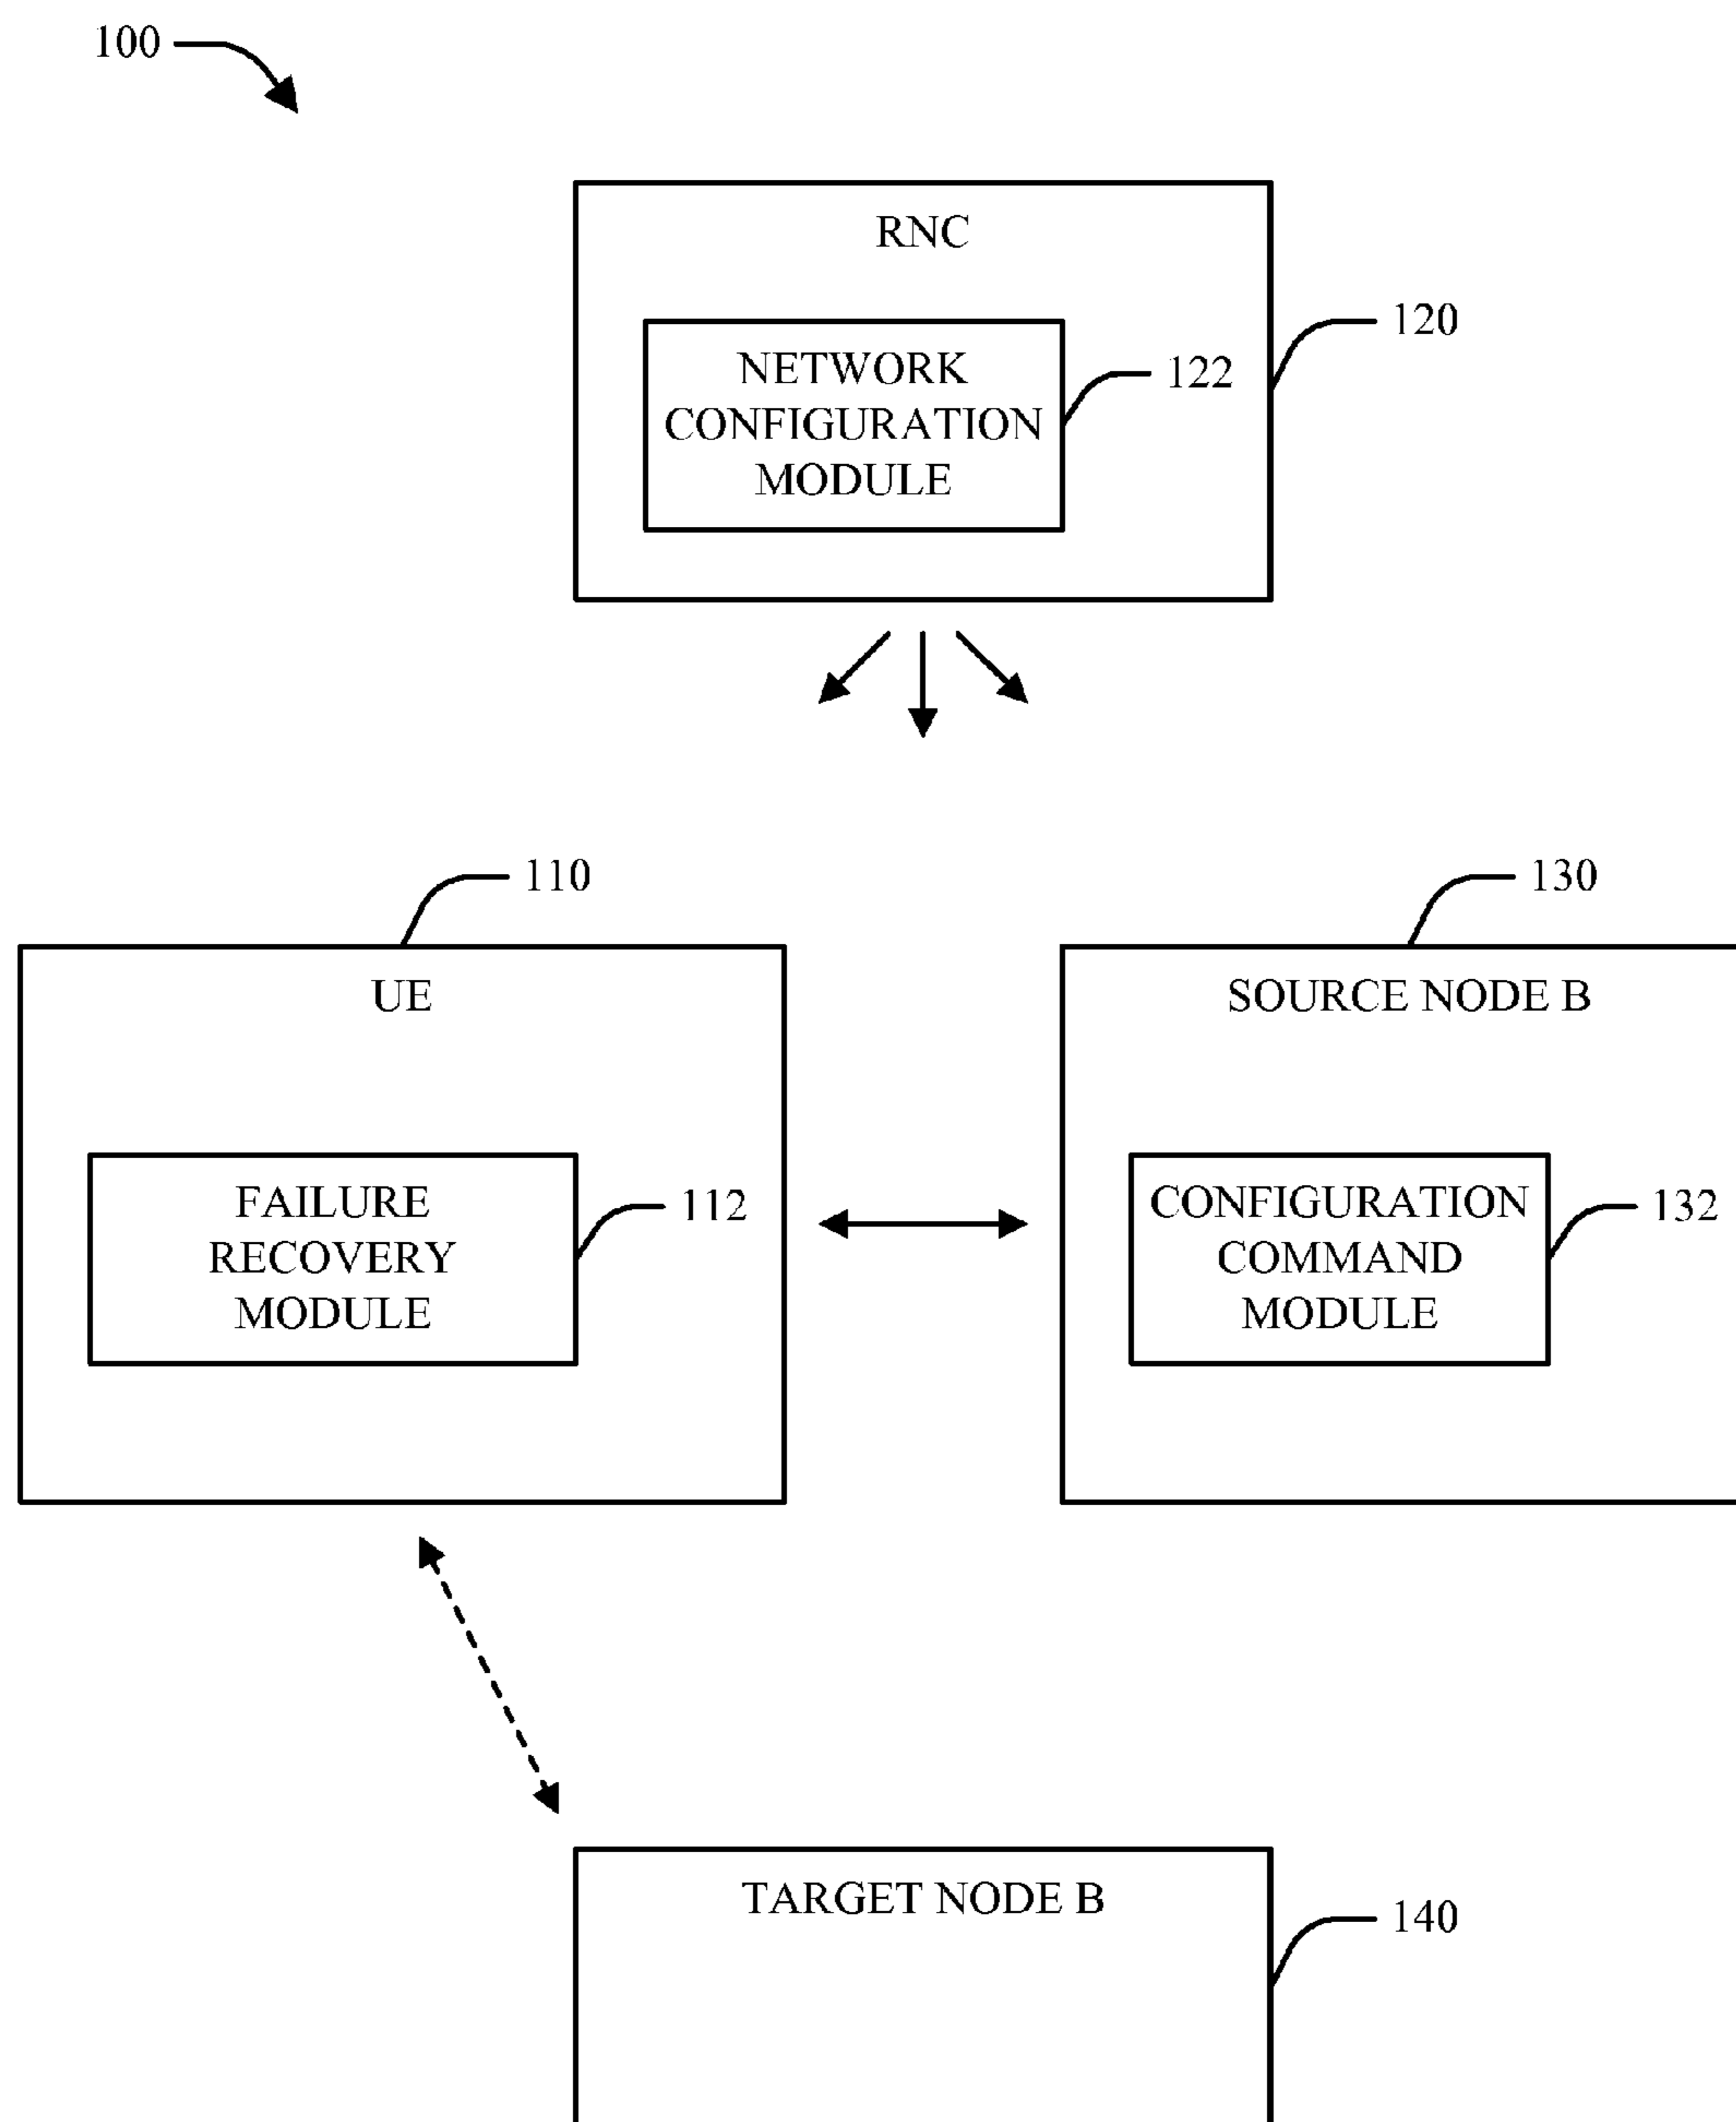 100
RNC
120
NETWORK
CONFIGURATION
MODULE
122
110
130
UE
SOURCE NODE B
FAILURE
RECOVERY
MODULE
112
CONFIGURATION
COMMAND
MODULE
132
TARGET NODE B
140